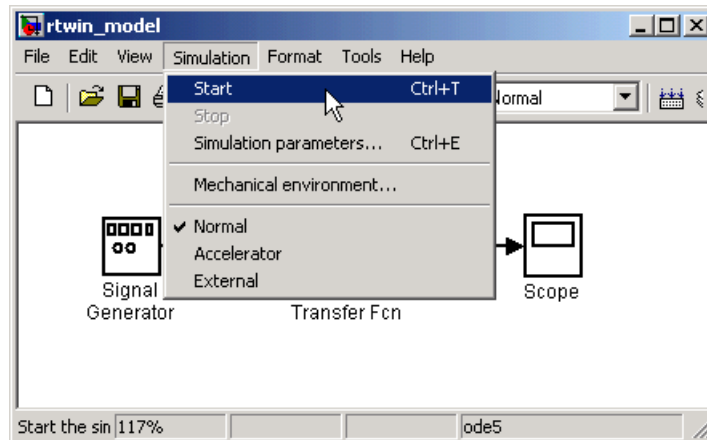 rtwin_model
File Edit View Simulation Format Tools Help
Normal
Start Ctrl+T
Stop
Simulation parameters... Ctrl+E
Mechanical environment...
Normal
Accelerator
External
Signal
Generator
Transfer Fcn
Scope
Start the sin 117% ode5